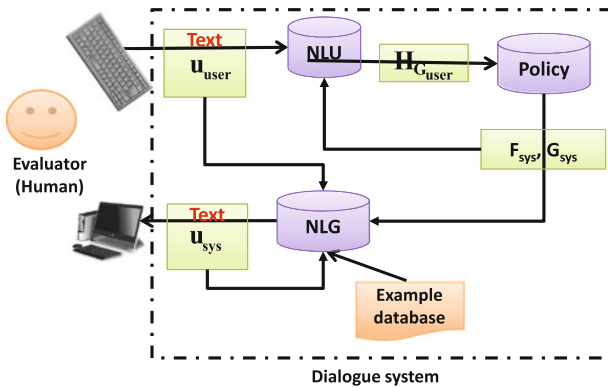 Text
u_user
NLU
H_G_user
Policy
F_sys, G_sys
Evaluator
(Human)
Text
u_sys
NLG
Example
database
Dialogue system